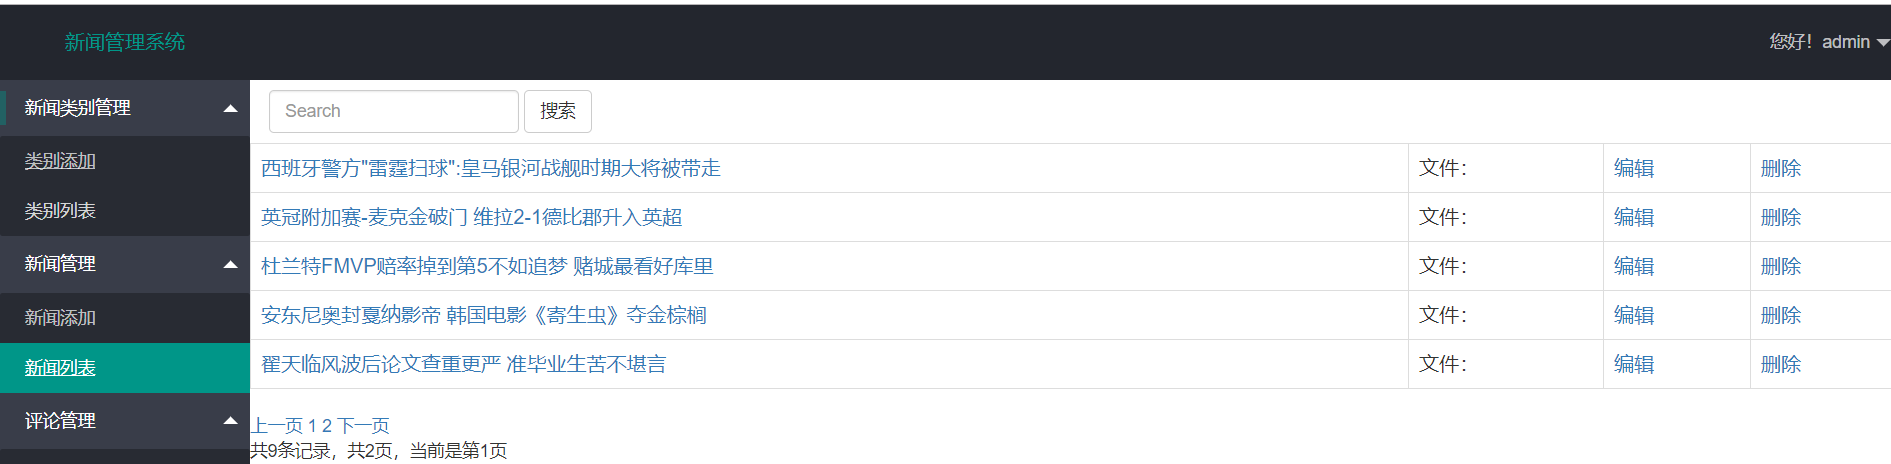 新闻管理系统
您好！admin
新闻类别管理
类别添加
类别列表
新闻管理
新闻添加
新闻列表
评论管理
Search 搜索
西班牙警方"雷霆扫球":皇马银河战舰时期大将被带走 文件： 编辑 删除
英冠附加赛-麦克金破门 维拉2-1德比郡升入英超 文件： 编辑 删除
杜兰特FMVP赔率掉到第5不如追梦 赌城最看好库里 文件： 编辑 删除
安东尼奥封戛纳影帝 韩国电影《寄生虫》夺金棕榈 文件： 编辑 删除
翟天临风波后论文查重更严 准毕业生苦不堪言 文件： 编辑 删除
上一页 1 2 下一页
共9条记录，共2页，当前是第1页